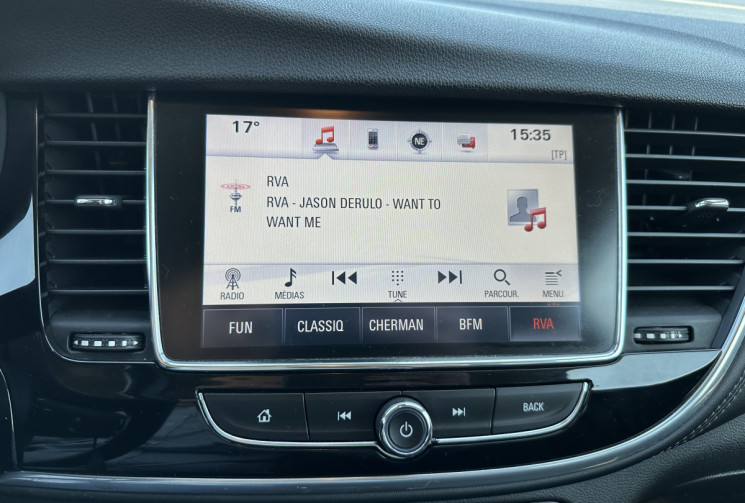 17°
NE
15:35
[TP]
RVA
FM
RVA - JASON DERULO - WANT TO
WANT ME
RADIO
MÉDIAS
TUNE
PARCOUR.
MENU
FUN
CLASSIQ
CHERMAN
BFM
RVA
BACK